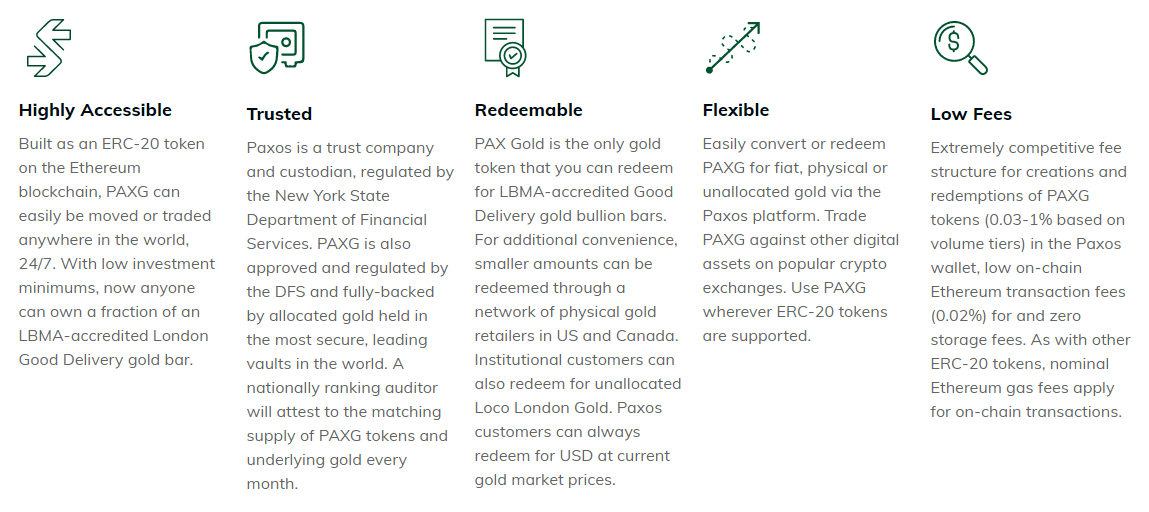 Highly Accessible
Built as an ERC-20 token
on the Ethereum
blockchain, PAXG can
easily be moved or traded
anywhere in the world,
24/7. With low investment
minimums, now anyone
can own a fraction of an
LBMA-accredited London
Good Delivery gold bar.
Trusted
Paxos is a trust company
and custodian, regulated by
the New York State
Department of Financial
Services. PAXG is also
approved and regulated by
the DFS and fully-backed
by allocated gold held in
the most secure, leading
vaults in the world. A
nationally ranking auditor
will attest to the matching
supply of PAXG tokens and
underlying gold every
month.
Redeemable
PAX Gold is the only gold
token that you can redeem
for LBMA-accredited Good
Delivery gold bullion bars.
For additional convenience,
smaller amounts can be
redeemed through a
network of physical gold
retailers in US and Canada.
Institutional customers can
also redeem for unallocated
Loco London Gold. Paxos
customers can always
redeem for USD at current
gold market prices.
Flexible
Easily convert or redeem
PAXG for fiat, physical or
unallocated gold via the
Paxos platform. Trade
PAXG against other digital
assets on popular crypto
exchanges. Use PAXG
wherever ERC-20 tokens
are supported.
$
Low Fees
Extremely competitive fee
structure for creations and
redemptions of PAXG
tokens (0.03-1% based on
volume tiers) in the Paxos
wallet, low on-chain
Ethereum transaction fees
(0.02%) for and zero
storage fees. As with other
ERC-20 tokens, nominal
Ethereum gas fees apply
for on-chain transactions.